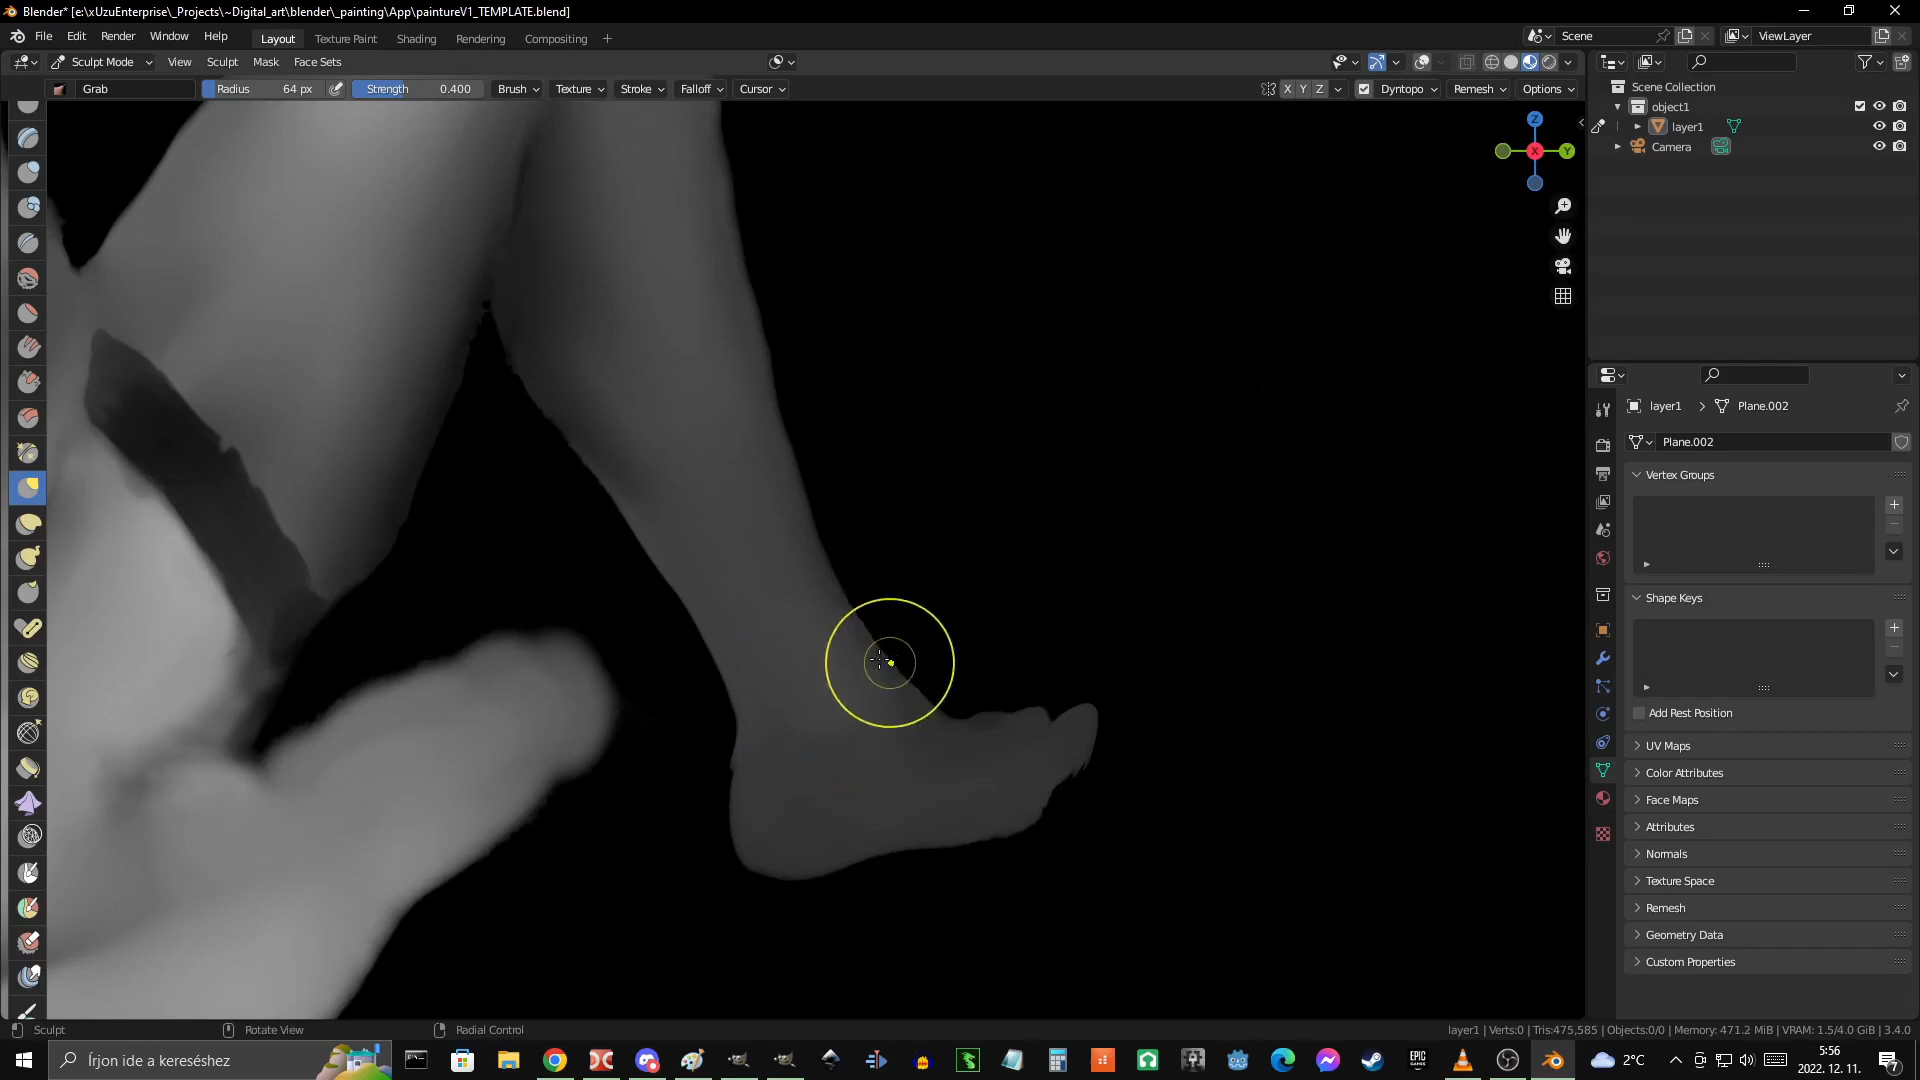 Blender* [e:\xUzuEnterprise\_Projects\~Digital_art\blender\_painting\App\paintureV1_TEMPLATE.blend]
File Edit Render Window Help Layout Texture Paint Shading Rendering Compositing + Scene ViewLayer
Sculpt Mode View Sculpt Mask Face Sets
Grab Radius 64 px Strength 0.400 Brush Texture Stroke Falloff Cursor X Y Z Dyntopo Remesh Options
Scene Collection
object1
layer1
Camera
Z
X Y
layer1 Plane.002
Plane.002
Vertex Groups
Shape Keys
Add Rest Position
UV Maps
Color Attributes
Face Maps
Attributes
Normals
Texture Space
Remesh
Geometry Data
Custom Properties
Sculpt Rotate View Radial Control layer1 | Verts:0 | Tris:475,585 | Objects:0/0 | Memory: 471.2 MiB | VRAM: 1.5/4.0 GiB | 3.4.0
Írjon ide a kereséshez
EPIC GAMES
2°C
5:56
2022. 12. 11.
7